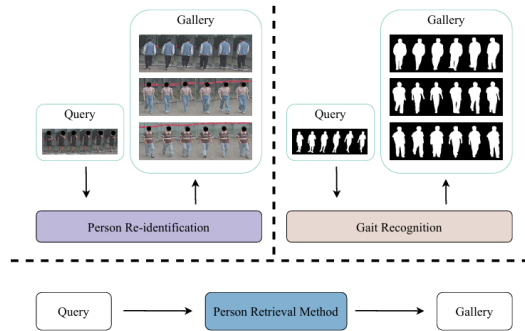 Gallery
Query
Person Re-identification
Gallery
Query
Gait Recognition
Query
Person Retrieval Method
Gallery